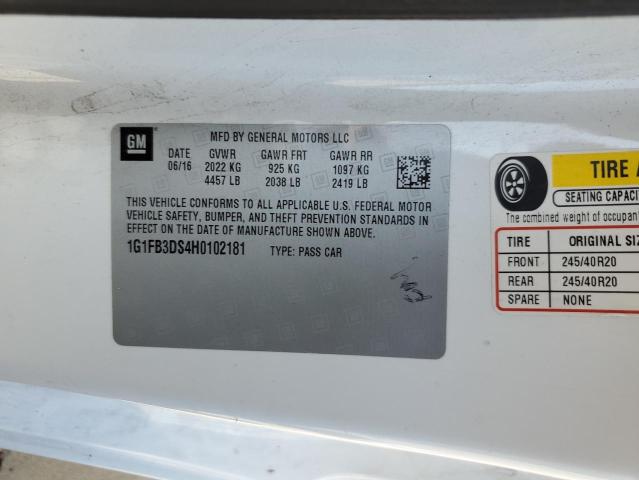 GM
MFD BY GENERAL MOTORS LLC
DATE GVWR GAWR FRT GAWR RR
06/16 2022 KG 925 KG 1097 KG
4457 LB 2038 LB 2419 LB
THIS VEHICLE CONFORMS TO ALL APPLICABLE U.S. FEDERAL MOTOR
VEHICLE SAFETY, BUMPER, AND THEFT PREVENTION STANDARDS IN
EFFECT ON THE DATE OF MANUFACTURE SHOWN ABOVE.
1G1FB3DS4H0102181 TYPE: PASS CAR
TIRE
SEATING CAPACI
The combined weight of occupan
TIRE ORIGINAL SIZ
FRONT 245/40R20
REAR 245/40R20
SPARE NONE